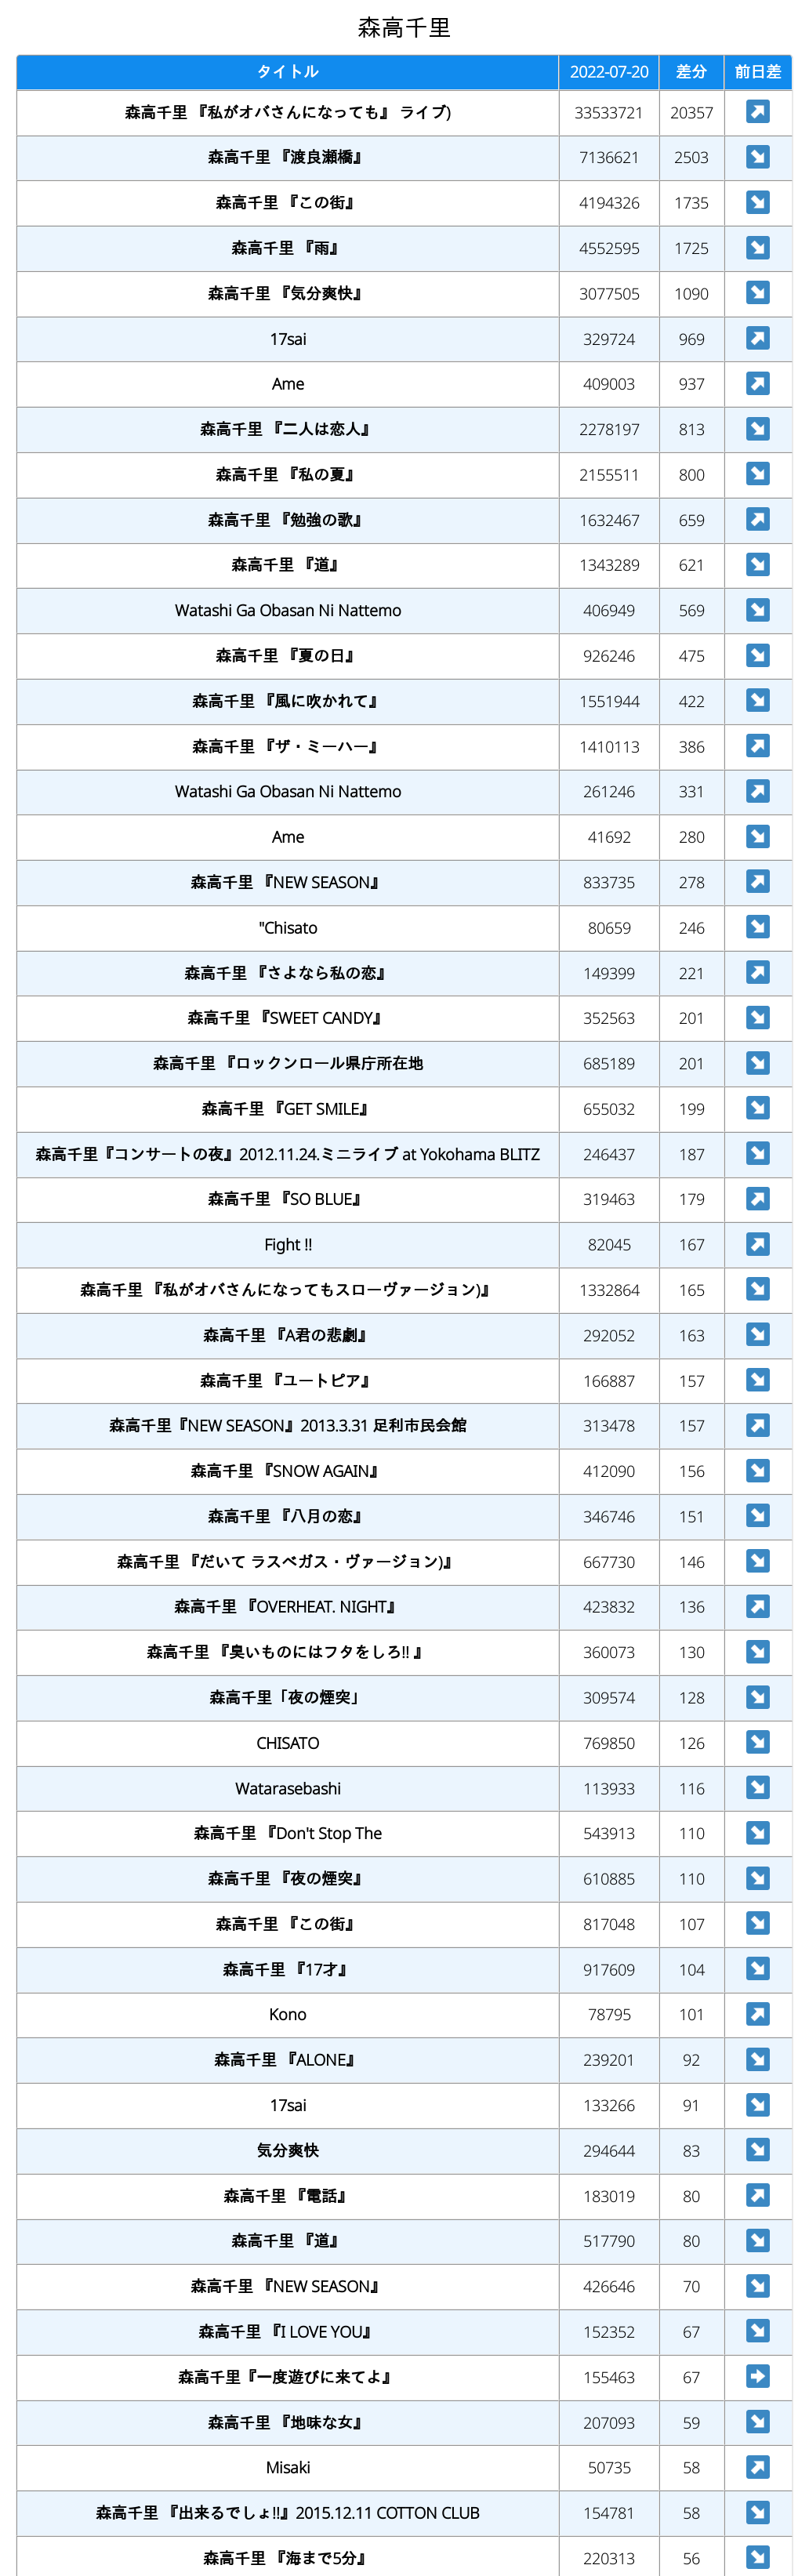 森高千里
タイトル 2022-07-20 差分 前日差
森高千里 『私がオバさんになっても』 ライブ) 33533721 20357
森高千里 『渡良瀬橋』 7136621 2503
森高千里 『この街』 4194326 1735
森高千里 『雨』 4552595 1725
森高千里 『気分爽快』 3077505 1090
17sai 329724 969
Ame 409003 937
森高千里 『二人は恋人』 2278197 813
森高千里 『私の夏』 2155511 800
森高千里 『勉強の歌』 1632467 659
森高千里 『道』 1343289 621
Watashi Ga Obasan Ni Nattemo 406949 569
森高千里 『夏の日』 926246 475
森高千里 『風に吹かれて』 1551944 422
森高千里 『ザ・ミーハー』 1410113 386
Watashi Ga Obasan Ni Nattemo 261246 331
Ame 41692 280
森高千里 『NEW SEASON』 833735 278
"Chisato 80659 246
森高千里 『さよなら私の恋』 149399 221
森高千里 『SWEET CANDY』 352563 201
森高千里 『ロックンロール県庁所在地 685189 201
森高千里 『GET SMILE』 655032 199
森高千里『コンサートの夜』2012.11.24.ミニライブ at Yokohama BLITZ 246437 187
森高千里 『SO BLUE』 319463 179
Fight !! 82045 167
森高千里 『私がオバさんになってもスローヴァージョン)』 1332864 165
森高千里 『A君の悲劇』 292052 163
森高千里 『ユートピア』 166887 157
森高千里『NEW SEASON』2013.3.31 足利市民会館 313478 157
森高千里 『SNOW AGAIN』 412090 156
森高千里 『八月の恋』 346746 151
森高千里 『だいて ラスベガス・ヴァージョン)』 667730 146
森高千里 『OVERHEAT. NIGHT』 423832 136
森高千里 『臭いものにはフタをしろ!! 』 360073 130
森高千里「夜の煙突」 309574 128
CHISATO 769850 126
Watarasebashi 113933 116
森高千里 『Don't Stop The 543913 110
森高千里 『夜の煙突』 610885 110
森高千里 『この街』 817048 107
森高千里 『17才』 917609 104
Kono 78795 101
森高千里 『ALONE』 239201 92
17sai 133266 91
気分爽快 294644 83
森高千里 『電話』 183019 80
森高千里 『道』 517790 80
森高千里 『NEW SEASON』 426646 70
森高千里 『I LOVE YOU』 152352 67
森高千里『一度遊びに来てよ』 155463 67
森高千里 『地味な女』 207093 59
Misaki 50735 58
森高千里 『出来るでしょ!!』2015.12.11 COTTON CLUB 154781 58
森高千里 『海まで5分』 220313 56